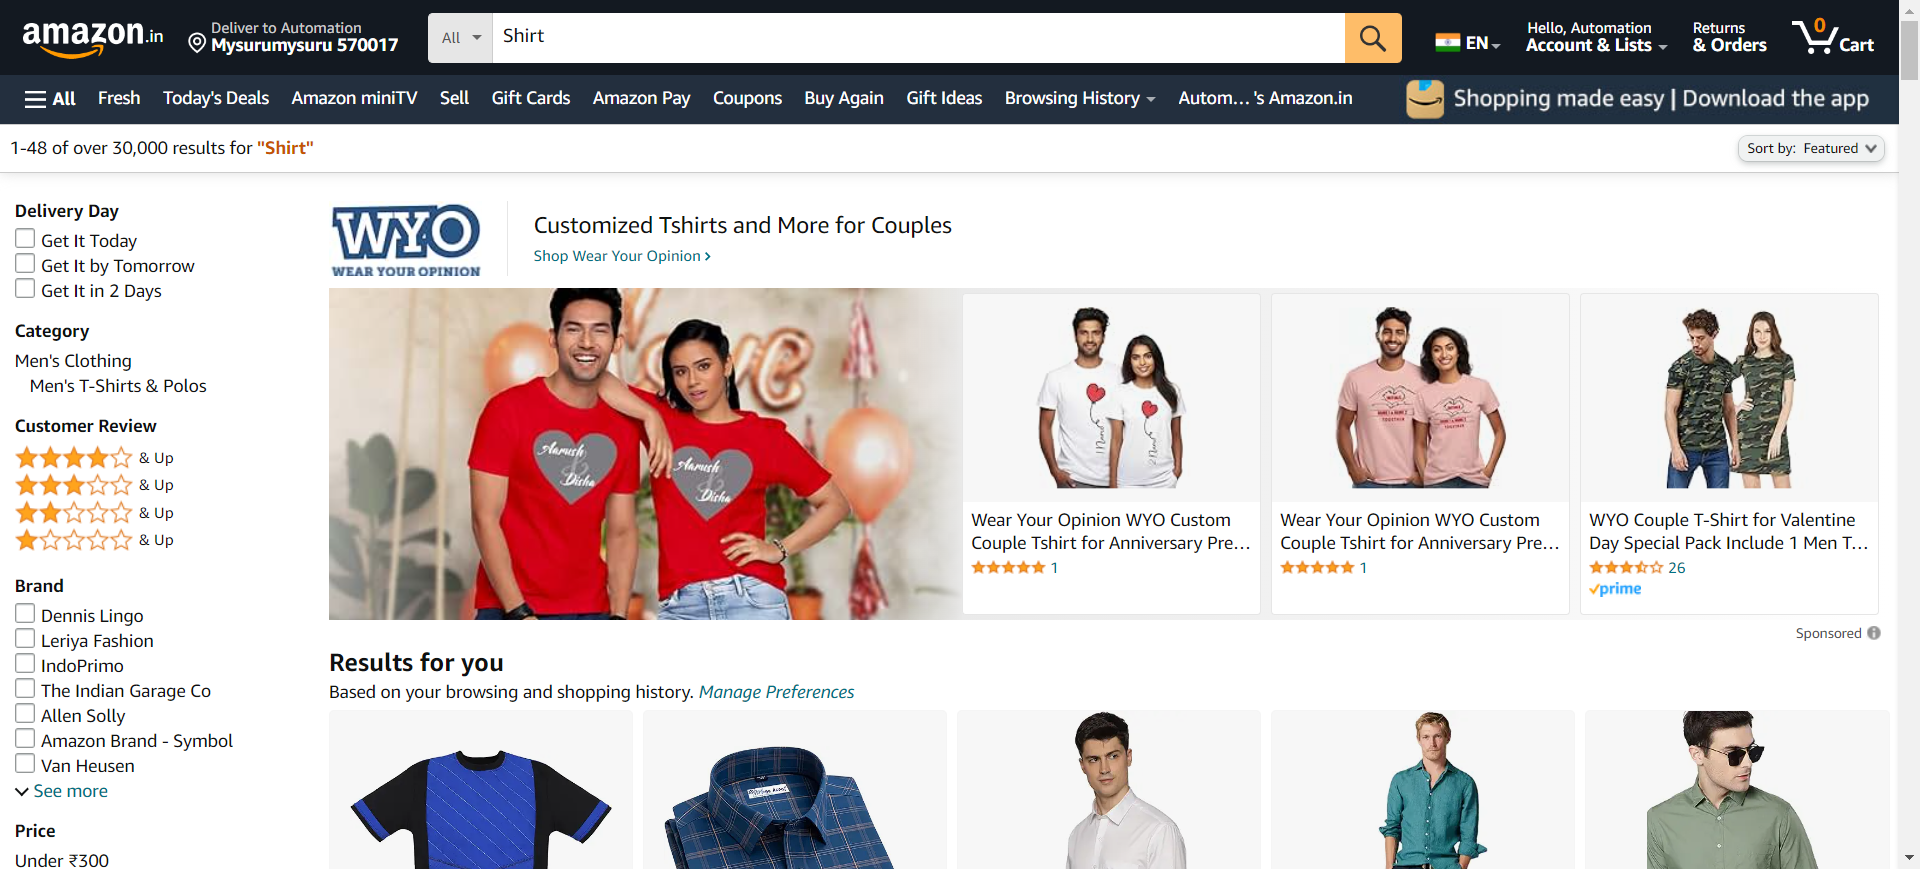 amazon.in
Deliver to Automation
Mysurumysuru 570017
All
Shirt
EN
Hello, Automation
Account & Lists
Returns
& Orders
0
Cart
All
Fresh
Today's Deals
Amazon miniTV
Sell
Gift Cards
Amazon Pay
Coupons
Buy Again
Gift Ideas
Browsing History
Autom… 's Amazon.in
Shopping made easy | Download the app
1-48 of over 30,000 results for "Shirt"
Sort by: Featured
Delivery Day
Get It Today
Get It by Tomorrow
Get It in 2 Days
Category
Men's Clothing
Men's T-Shirts & Polos
Customer Review
& Up
& Up
& Up
& Up
Brand
Dennis Lingo
Leriya Fashion
IndoPrimo
The Indian Garage Co
Allen Solly
Amazon Brand - Symbol
Van Heusen
See more
Price
Under ₹300
WYO
WEAR YOUR OPINION
Customized Tshirts and More for Couples
Shop Wear Your Opinion ›
Love
Aarush
&
Disha
Aarush
&
Disha
Wear Your Opinion WYO Custom
Couple Tshirt for Anniversary Pre...
1
Wear Your Opinion WYO Custom
Couple Tshirt for Anniversary Pre...
TOGETHER
TOGETHER
1
WYO Couple T-Shirt for Valentine
Day Special Pack Include 1 Men T...
26
prime
Sponsored
Results for you
Based on your browsing and shopping history. Manage Preferences